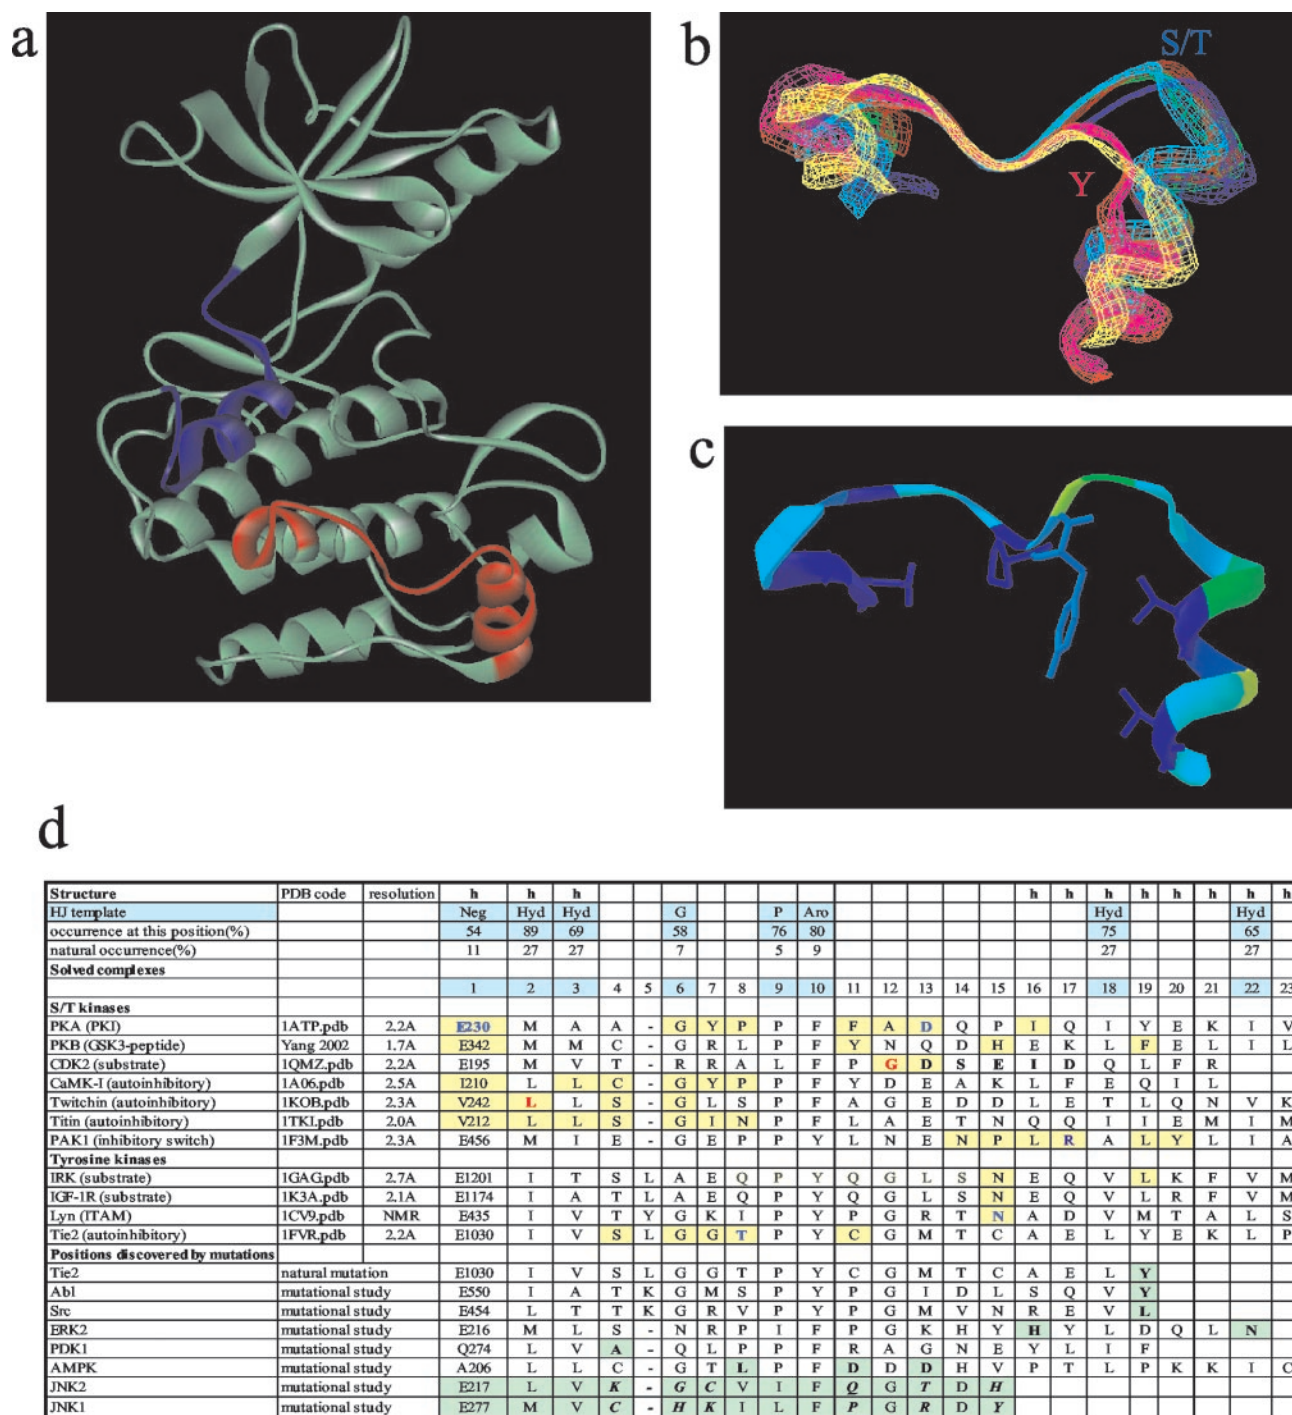 a
b
S/T
Y
c
d
Structure PDB code resolution h h h h h h h h h h h
HJ template Neg Hyd Hyd G P Aro Hyd Hyd
occurrence at this position(%) 54 89 69 58 76 80 75 65
natural occurrence(%) 11 27 27 7 5 9 27 27
Solved complexes
1 2 3 4 5 6 7 8 9 10 11 12 13 14 15 16 17 18 19 20 21 22 23
S/T kinases
PKA (PKI) 1ATP.pdb 2.2A E230 M A A - G Y P P F F A D Q P I Q I Y E K I V
PKB (GSK3-peptide) Yang 2002 1.7A E342 M M C - G R L P F Y N Q D H E K L F E L I L
CDK2 (substrate) 1QMZ.pdb 2.2A E195 M V T - R R A L F P G D S E I D Q L F R
CaMK-I (autoinhibitory) 1A06.pdb 2.5A I210 L L C - G Y P P F Y D E A K L F E Q I L
Twitchin (autoinhibitory) 1KOB.pdb 2.3A V242 L L S - G L S P F A G E D D L E T L Q N V K
Titin (autoinhibitory) 1TKI.pdb 2.0A V212 L L S - G I N P F L A E T N Q Q I I E M I M
PAK1 (inhibitory switch) 1F3M.pdb 2.3A E456 M I E - G E P P Y L N E N P L R A L Y L I A
Tyrosine kinases
IRK (substrate) 1GAG.pdb 2.7A E1201 I T S L A E Q P Y Q G L S N E Q V L K F V M
IGF-1R (substrate) 1K3A.pdb 2.1A E1174 I A T L A E Q P Y Q G L S N E Q V L R F V M
Lyn (ITAM) 1CV9.pdb NMR E435 I V T Y G K I P Y P G R T N A D V M T A L S
Tie2 (autoinhibitory) 1FVR.pdb 2.2A E1030 I V S L G G T P Y C G M T C A E L Y E K L P
Positions discovered by mutations
Tie2 natural mutation E1030 I V S L G G T P Y C G M T C A E L Y
Abl mutational study E550 I A T K G M S P Y P G I D L S Q V Y
Src mutational study E454 L T T K G R V P Y P G M V N R E V L
ERK2 mutational study E216 M L S - N R P I F P G K H Y H Y L D Q L N
PDK1 mutational study Q274 L V A - Q L P P F R A G N E Y L I F
AMPK mutational study A206 L L C - G T L P F D D D H V P T L P K K I C
JNK2 mutational study E217 L V K - G C V I F Q G T D H
JNK1 mutational study E277 M V C - H K I L F P G R D Y